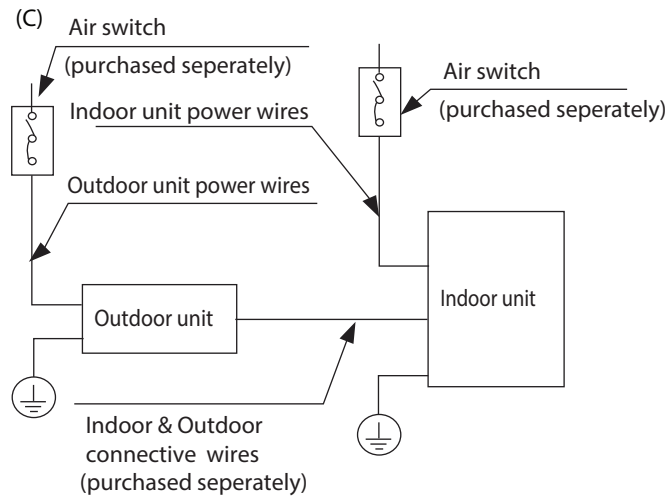 (C)
Air switch
(purchased seperately)
Air switch
(purchased seperately)
Indoor unit power wires
Outdoor unit power wires
Outdoor unit
Indoor unit
Indoor & Outdoor
connective wires
(purchased seperately)